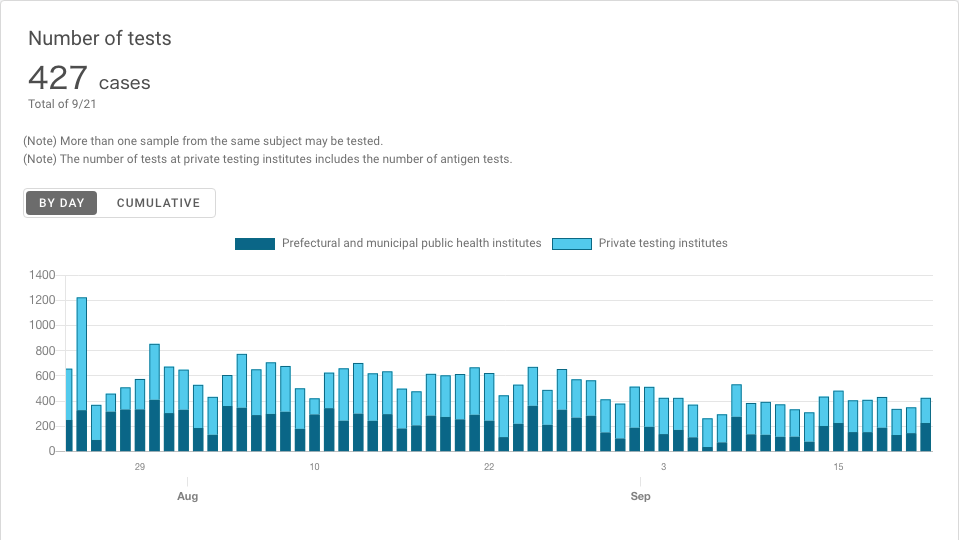 Number of tests
427 cases
Total of 9/21
(Note) More than one sample from the same subject may be tested.
(Note) The number of tests at private testing institutes includes the number of antigen tests.
BY DAY CUMULATIVE
Prefectural and municipal public health institutes Private testing institutes
1400
1200
1000
800
600
400
200
0
29 10 22 3 15
Aug Sep